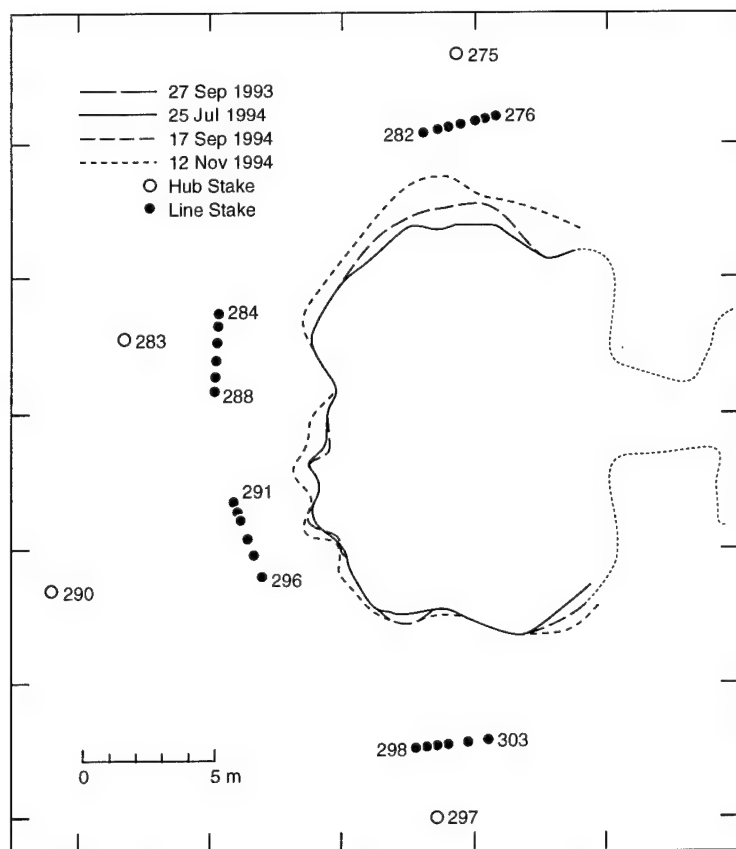 275
27 Sep 1993
25 Jul 1994
17 Sep 1994
12 Nov 1994
Hub Stake
Line Stake
282
276
284
283
288
291
296
290
298
303
297
0 5 m